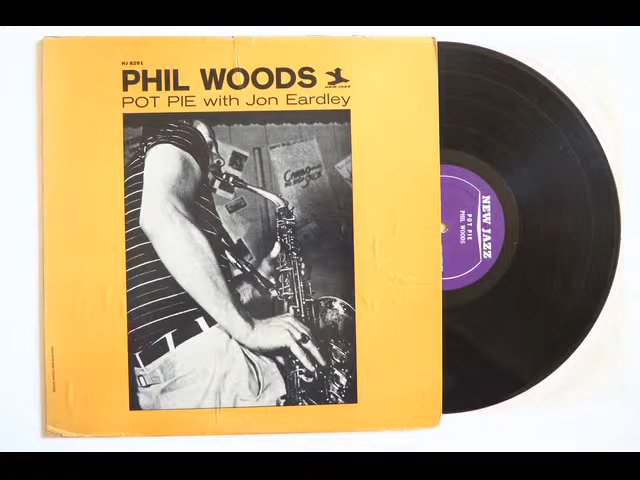 NJ 8291
PHIL WOODS
NEW JAZZ
POT PIE with Jon Eardley
NEW JAZZ
POT PIE
PHIL WOODS